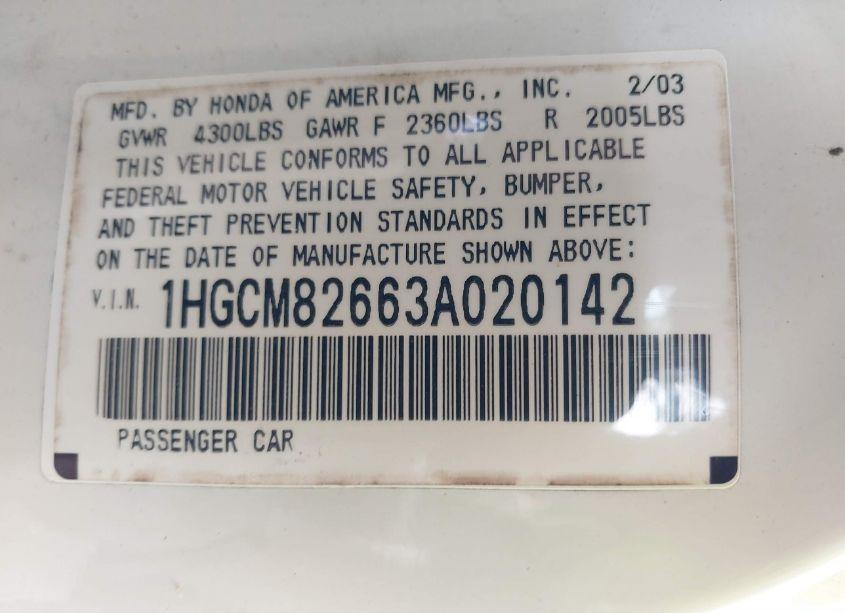 MFD. BY HONDA OF AMERICA MFG., INC. 2/03
GVWR 4300LBS GAWR F 2360LBS R 2005LBS
THIS VEHICLE CONFORMS TO ALL APPLICABLE
FEDERAL MOTOR VEHICLE SAFETY, BUMPER,
AND THEFT PREVENTION STANDARDS IN EFFECT
ON THE DATE OF MANUFACTURE SHOWN ABOVE:
V.I.N. 1HGCM82663A020142
PASSENGER CAR